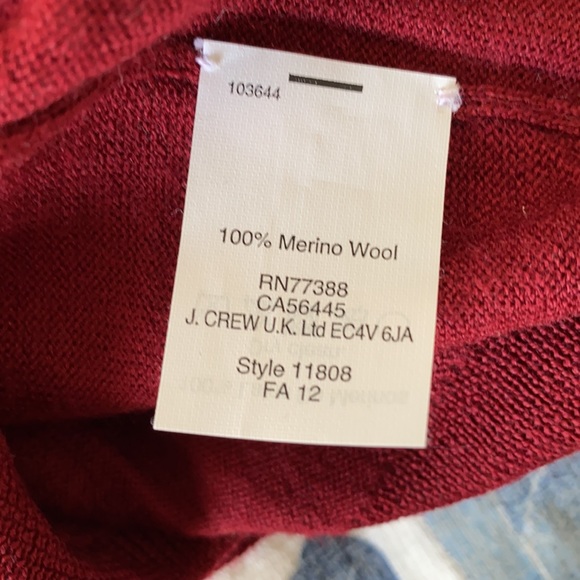 103644
100% Merino Wool
RN77388
CA56445
J. CREW U.K. Ltd EC4V 6JA
Style 11808
FA 12